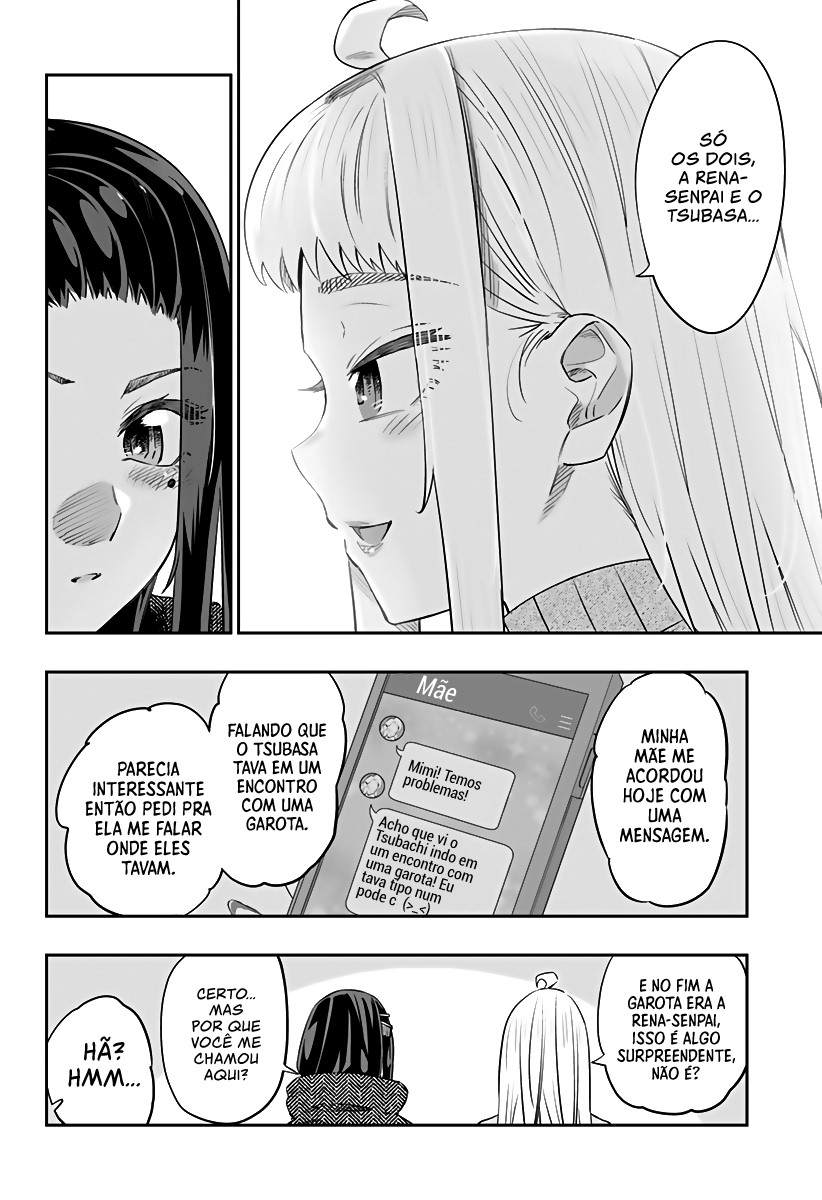 SÓ
OS DOIS,
A RENA-
SENPAI E O
TSUBASA...
MINHA
MÃE ME
ACORDOU
HOJE COM
UMA
MENSAGEM.
Mãe
Mimi! Temos
problemas!
Acho que vi o
Tsubachi indo em
um encontro com
uma garota! Eu
tava tipo num
pode c (>_<)
FALANDO QUE
O TSUBASA
TAVA EM UM
ENCONTRO
COM UMA
GAROTA.
PARECIA
INTERESSANTE
ENTÃO PEDI PRA
ELA ME FALAR
ONDE ELES
TAVAM.
E NO FIM A
GAROTA ERA A
RENA-SENPAI,
ISSO É ALGO
SURPREENDENTE,
NÃO É?
CERTO...
MAS
POR QUE
VOCÊ ME
CHAMOU
AQUI?
HÃ?
HMM...